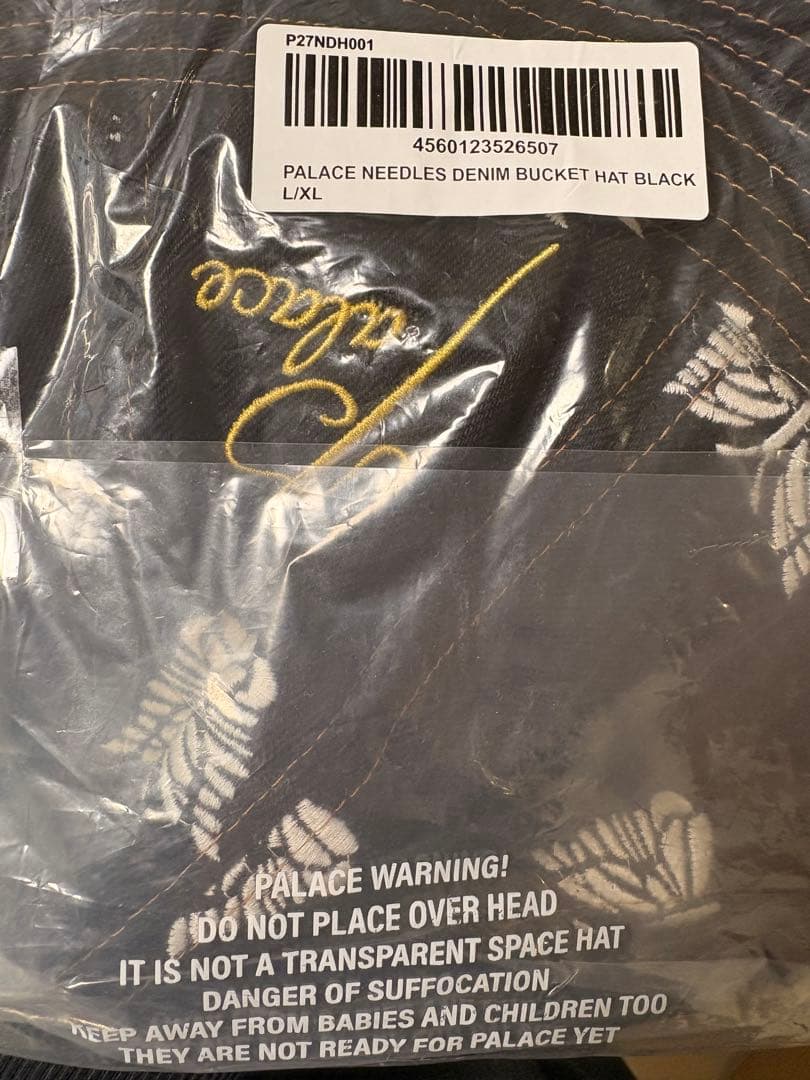 P27NDH001
4560123526507
PALACE NEEDLES DENIM BUCKET HAT BLACK
L/XL
Palace
PALACE WARNING!
DO NOT PLACE OVER HEAD
IT IS NOT A TRANSPARENT SPACE HAT
DANGER OF SUFFOCATION
KEEP AWAY FROM BABIES AND CHILDREN TOO
THEY ARE NOT READY FOR PALACE YET